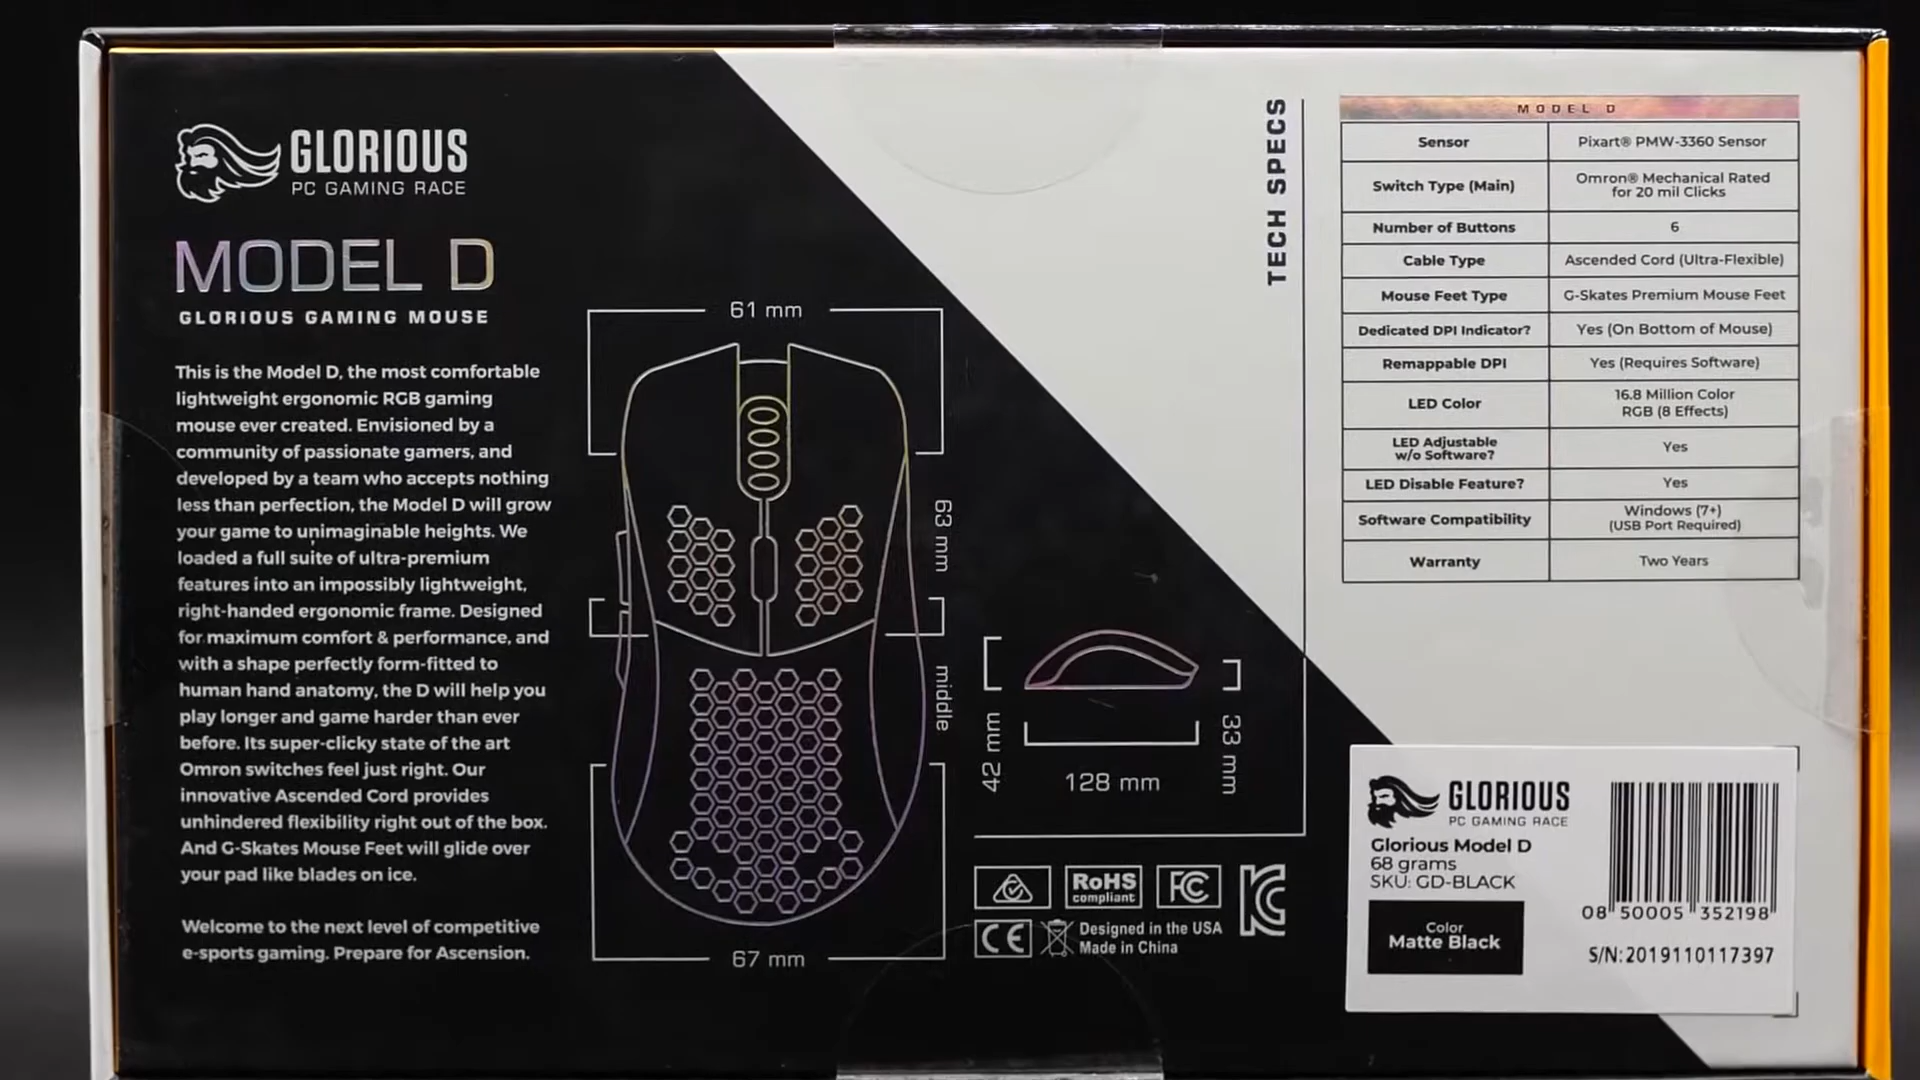 GLORIOUS
PC GAMING RACE
MODEL D
GLORIOUS GAMING MOUSE
This is the Model D, the most comfortable
lightweight ergonomic RGB gaming
mouse ever created. Envisioned by a
community of passionate gamers, and
developed by a team who accepts nothing
less than perfection, the Model D will grow
your game to unimaginable heights. We
loaded a full suite of ultra-premium
features into an impossibly lightweight,
right-handed ergonomic frame. Designed
for maximum comfort & performance, and
with a shape perfectly form-fitted to
human hand anatomy, the D will help you
play longer and game harder than ever
before. Its super-clicky state of the art
Omron switches feel just right. Our
innovative Ascended Cord provides
unhindered flexibility right out of the box.
And G-Skates Mouse Feet will glide over
your pad like blades on ice.
Welcome to the next level of competitive
e-sports gaming. Prepare for Ascension.
61 mm
63 mm
middle
67 mm
42 mm
128 mm
33 mm
RoHS
compliant
FC
CE
Designed in the USA
Made in China
TECH SPECS
MODEL D
Sensor Pixart® PMW-3360 Sensor
Switch Type (Main) Omron® Mechanical Rated
for 20 mil Clicks
Number of Buttons 6
Cable Type Ascended Cord (Ultra-Flexible)
Mouse Feet Type G-Skates Premium Mouse Feet
Dedicated DPI Indicator? Yes (On Bottom of Mouse)
Remappable DPI Yes (Requires Software)
LED Color 16.8 Million Color
RGB (8 Effects)
LED Adjustable
w/o Software? Yes
LED Disable Feature? Yes
Software Compatibility Windows (7+)
(USB Port Required)
Warranty Two Years
GLORIOUS
PC GAMING RACE
Glorious Model D
68 grams
SKU: GD-BLACK
Color
Matte Black
08 50005 352198
S/N:2019110117397